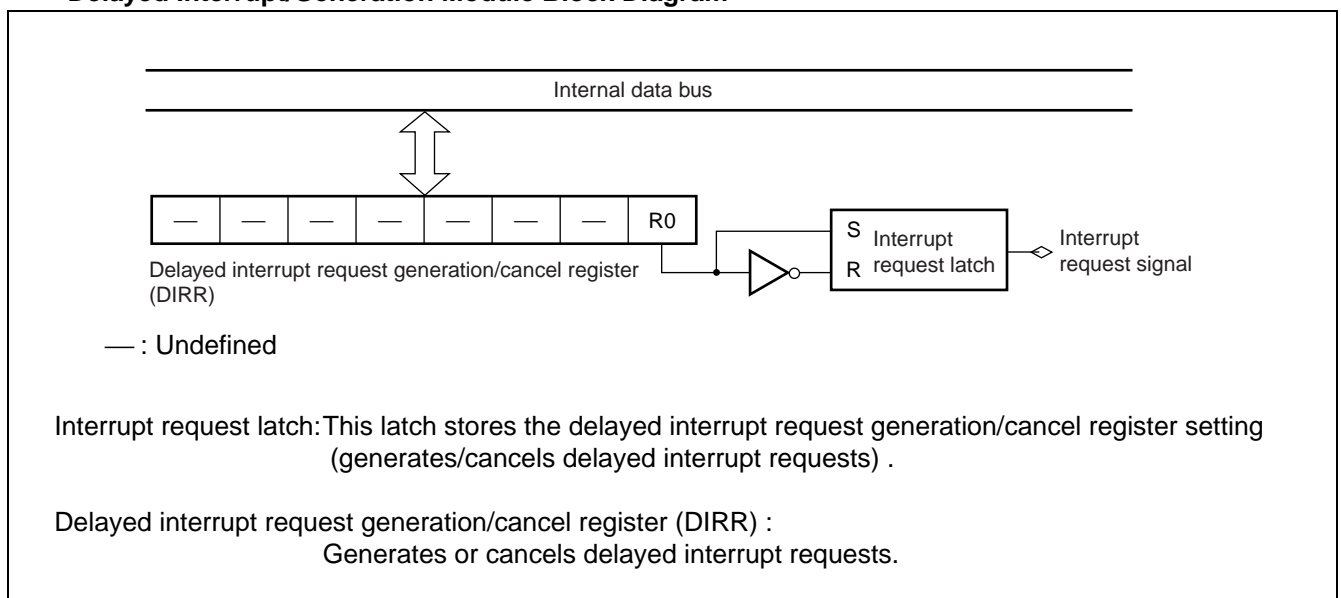 Delayed Interrupt/Generation Module Block Diagram
Internal data bus
— — — — — — — R0
Delayed interrupt request generation/cancel register
(DIRR)
S
R
Interrupt
request latch
Interrupt
request signal
— : Undefined
Interrupt request latch:This latch stores the delayed interrupt request generation/cancel register setting
(generates/cancels delayed interrupt requests) .
Delayed interrupt request generation/cancel register (DIRR) :
Generates or cancels delayed interrupt requests.